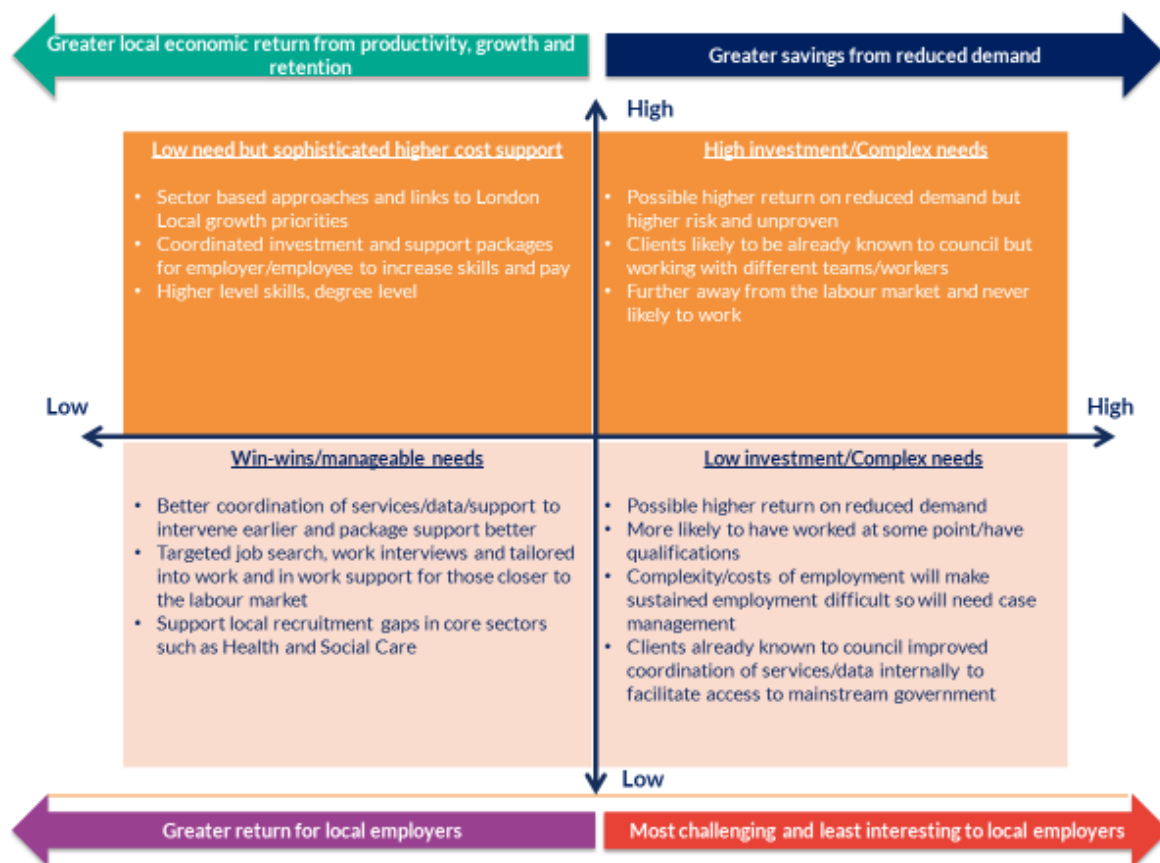 Greater local economic return from productivity, growth and
retention
Greater savings from reduced demand
High
Low need but sophisticated higher cost support
• Sector based approaches and links to London
Local growth priorities
• Coordinated investment and support packages
for employer/employee to increase skills and pay
• Higher level skills, degree level
High investment/Complex needs
• Possible higher return on reduced demand but
higher risk and unproven
• Clients likely to be already known to council but
working with different teams/workers
• Further away from the labour market and never
likely to work
Low
High
Win-wins/manageable needs
• Better coordination of services/data/support to
intervene earlier and package support better
• Targeted job search, work interviews and tailored
into work and in work support for those closer to
the labour market
• Support local recruitment gaps in core sectors
such as Health and Social Care
Low investment/Complex needs
• Possible higher return on reduced demand
• More likely to have worked at some point/have
qualifications
• Complexity/costs of employment will make
sustained employment difficult so will need case
management
• Clients already known to council improved
coordination of services/data internally to
facilitate access to mainstream government
Low
Greater return for local employers
Most challenging and least interesting to local employers